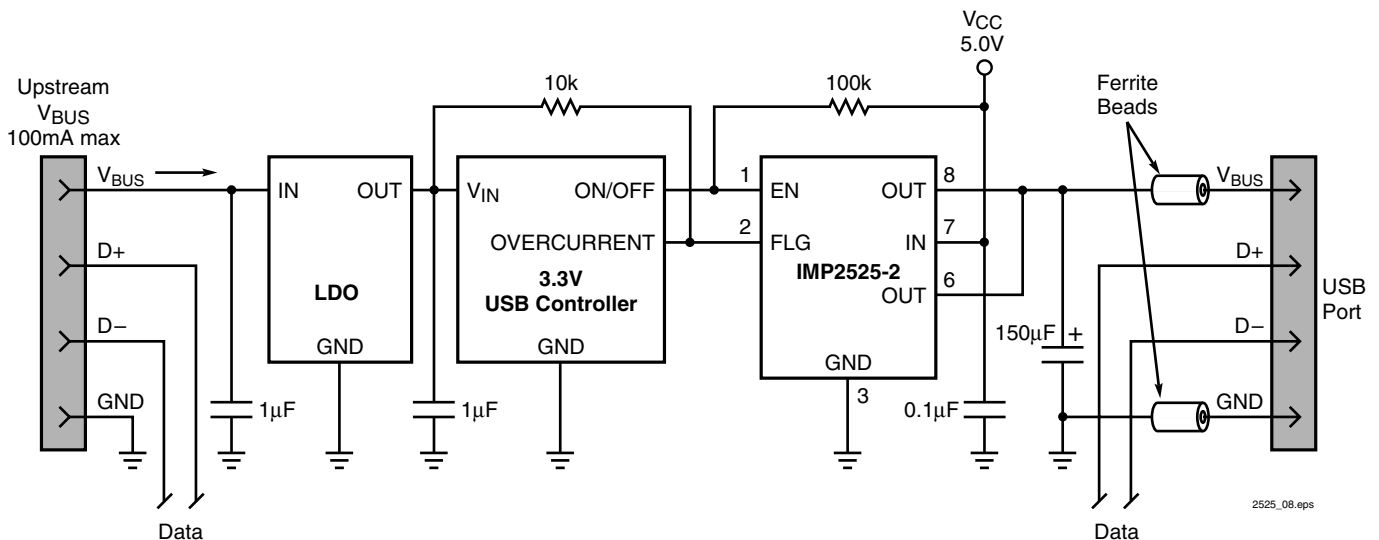 Upstream
VBUS
100mA max
VBUS
D+
D−
GND
Data
1µF
IN
OUT
LDO
GND
1µF
10k
VIN
ON/OFF
OVERCURRENT
3.3V
USB Controller
GND
100k
1
2
EN
FLG
OUT
IN
IMP2525-2
OUT
GND
3
8
7
6
VCC
5.0V
0.1µF
150µF +
Ferrite
Beads
VBUS
D+
D−
GND
USB
Port
Data
2525_08.eps